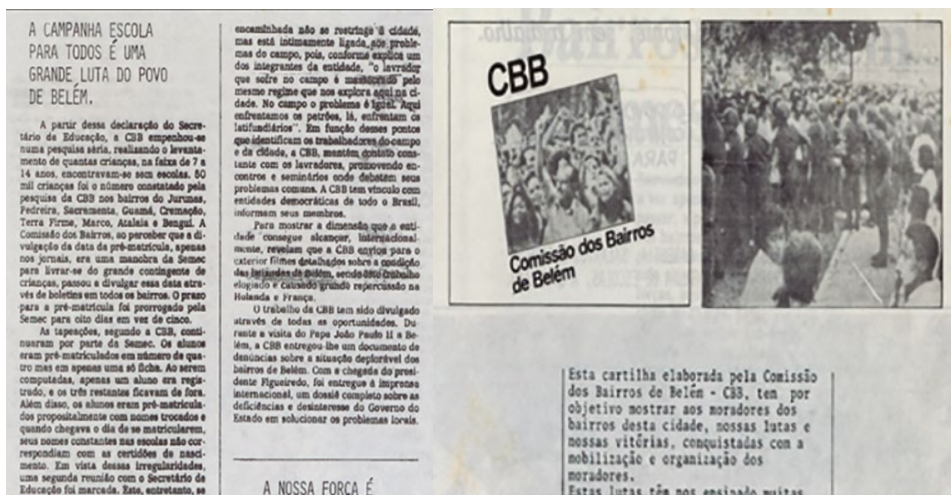 A CAMPANHA ESCOLA
PARA TODOS É UMA
GRANDE LUTA DO POVO
DE BELÉM.
A partir dessa declaração do Secre-
tário de Educação, a CBB empenhou-se
numa pesquisa séria, realizando o levanta-
mento de quantas crianças, na faixa de 7 a
14 anos, encontravam-se sem escolas. 50
mil crianças foi o número constatado pela
pesquisa da CBB nos bairros do Jurunas,
Pedreira, Sacramenta, Guamá, Cremação,
Terra Firme, Marco, Atalaia e Benguí. A
Comissão dos Bairros, ao perceber que a di-
vulgação da data da pré-matrícula, apenas
nos jornais, era uma manobra da Semec
para livrar-se do grande contingente de
crianças, passou a divulgar essa data atra-
vés de boletins em todos os bairros. O prazo
para a pré-matrícula foi prorrogado pela
Semec para oito dias em vez de cinco.
As tapeações, segundo a CBB, conti-
nuaram por parte da Semec. Os alunos
eram pré-matriculados em número de qua-
tro mas em apenas uma só ficha. Ao serem
computadas, apenas um aluno era regis-
trado, e os três restantes ficavam de fora.
Além disso, os alunos eram pré-matricula-
dos propositalmente com nomes trocados e
quando chegava o dia de se matricularem,
seus nomes constantes nas escolas não cor-
respondiam com as certidões de nasci-
mento. Em vista dessas irregularidades,
uma segunda reunião com o Secretário de
Educação foi marcada. Este, entretanto, se
encaminhada não se restringe à cidade,
mas está intimamente ligada aos proble-
mas do campo, pois, conforme explica um
dos integrantes da entidade, "o lavrador
que sofre no campo é massacrado pelo
mesmo regime que nos explora aqui na ci-
dade. No campo o problema é igual. Aqui
enfrentamos os patrões, lá, enfrentam os
latifundiários". Em função desses pontos
que identificam os trabalhadores do campo
e da cidade, a CBB, mantém contato cons-
tante com os lavradores, promovendo en-
contros e seminários onde debatem seus
problemas comuns. A CBB tem vínculo com
entidades democráticas de todo o Brasil,
informam seus membros.
Para mostrar a dimensão que a enti-
dade consegue alcançar, internacional-
mente, revelam que a CBB enviou para o
exterior filmes detalhados sobre a condição
das baixadas de Belém, sendo este trabalho
elogiado e causado grande repercussão na
Holanda e França.
O trabalho da CBB tem sido divulgado
através de todas as oportunidades. Du-
rante a visita do Papa João Paulo II a Be-
lém, a CBB entregou-lhe um documento de
denúncias sobre a situação deplorável dos
bairros de Belém. Com a chegada do presi-
dente Figueiredo, foi entregue à imprensa
internacional, um dossiê completo sobre as
deficiências e desinteresse do Governo do
Estado em solucionar os problemas locais.
A NOSSA FORÇA É
CBB
Comissão dos Bairros
de Belém
Esta cartilha elaborada pela Comissão
dos Bairros de Belém - CBB, tem por
objetivo mostrar aos moradores dos
bairros desta cidade, nossas lutas e
nossas vitórias, conquistadas com a
mobilização e organização dos
moradores.
Estas lutas têm nos ensinado muitas